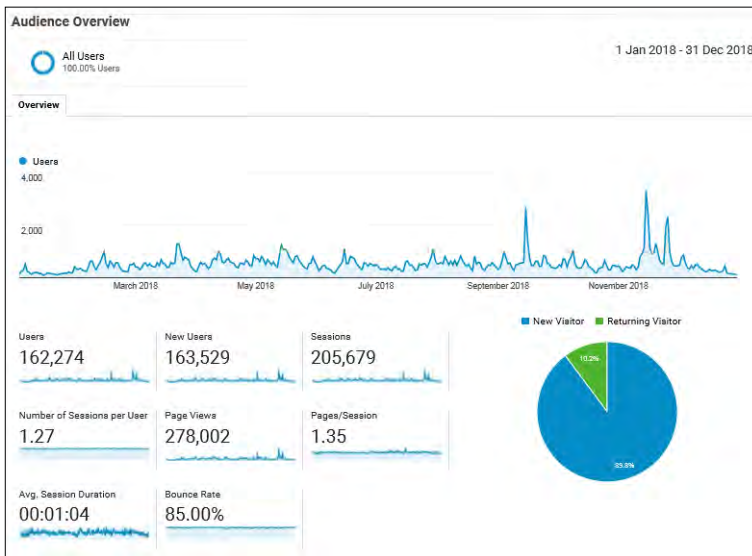 Audience Overview
All Users
100.00% Users
1 Jan 2018 - 31 Dec 2018
Overview
Users
4,000
2,000
March 2018 May 2018 July 2018 September 2018 November 2018
New Visitor Returning Visitor
Users New Users Sessions
162,274 163,529 205,679
10.2%
89.8%
Number of Sessions per User Page Views Pages/Session
1.27 278,002 1.35
Avg. Session Duration Bounce Rate
00:01:04 85.00%